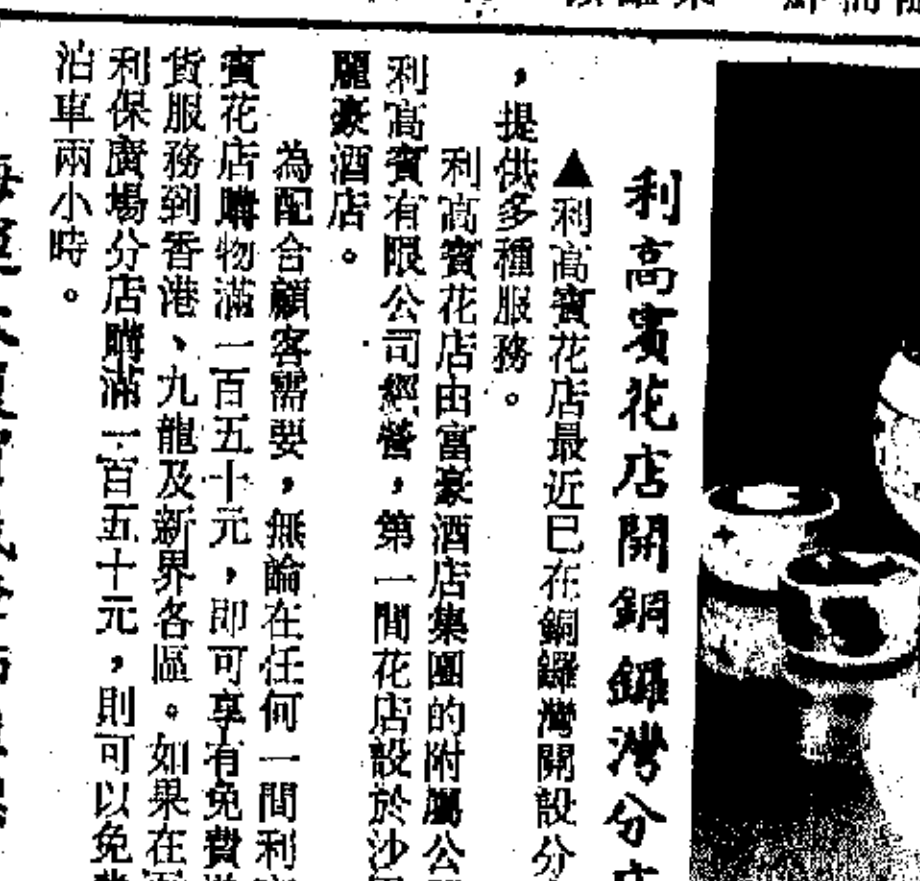 利高賓花店開銅鑼灣分店
▲利高賓花店最近已在銅鑼灣開設分
，提供多種服務。
利高賓花店由富豪酒店集團的附屬公
利高賓有限公司經營，第一間花店設於沙
麗豪酒店。
為配合顧客需要，無論在任何一間利
賓花店購物滿一百五十元，即可享有免費
貨服務到香港、九龍及新界各區。如果在
利保廣場分店購滿一百五十元，則可以免
泊車兩小時。